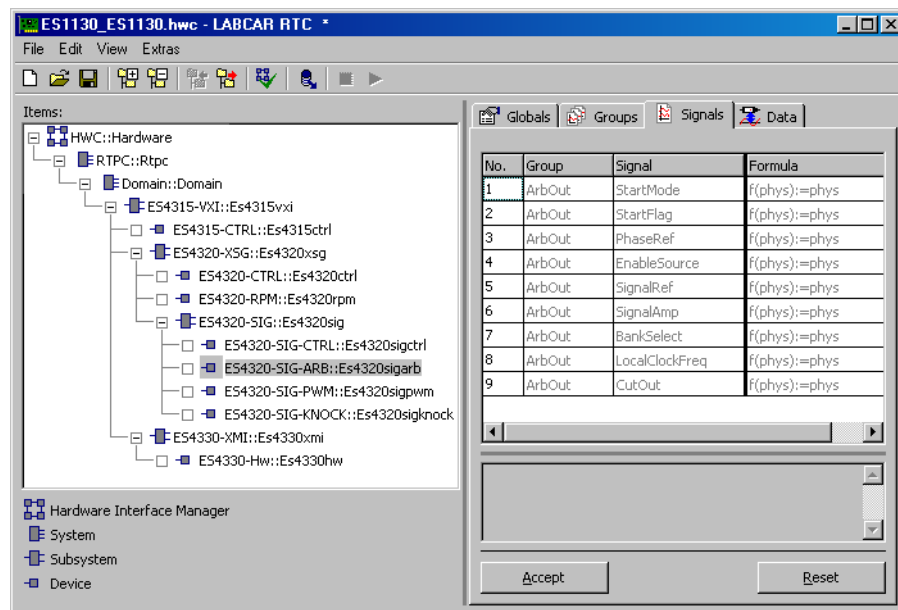 ES1130_ES1130.hwc - LABCAR RTC *
File Edit View Extras
Items:
HWC::Hardware
RTPC::Rtpc
Domain::Domain
ES4315-VXI::Es4315vxi
ES4315-CTRL::Es4315ctrl
ES4320-XSG::Es4320xsg
ES4320-CTRL::Es4320ctrl
ES4320-RPM::Es4320rpm
ES4320-SIG::Es4320sig
ES4320-SIG-CTRL::Es4320sigctrl
ES4320-SIG-ARB::Es4320sigarb
ES4320-SIG-PWM::Es4320sigpwm
ES4320-SIG-KNOCK::Es4320sigknock
ES4330-XMI::Es4330xmi
ES4330-Hw::Es4330hw
Hardware Interface Manager
System
Subsystem
Device
Globals Groups Signals Data
No. Group Signal Formula
1 ArbOut StartMode f(phys):=phys
2 ArbOut StartFlag f(phys):=phys
3 ArbOut PhaseRef f(phys):=phys
4 ArbOut EnableSource f(phys):=phys
5 ArbOut SignalRef f(phys):=phys
6 ArbOut SignalAmp f(phys):=phys
7 ArbOut BankSelect f(phys):=phys
8 ArbOut LocalClockFreq f(phys):=phys
9 ArbOut CutOut f(phys):=phys
Accept Reset